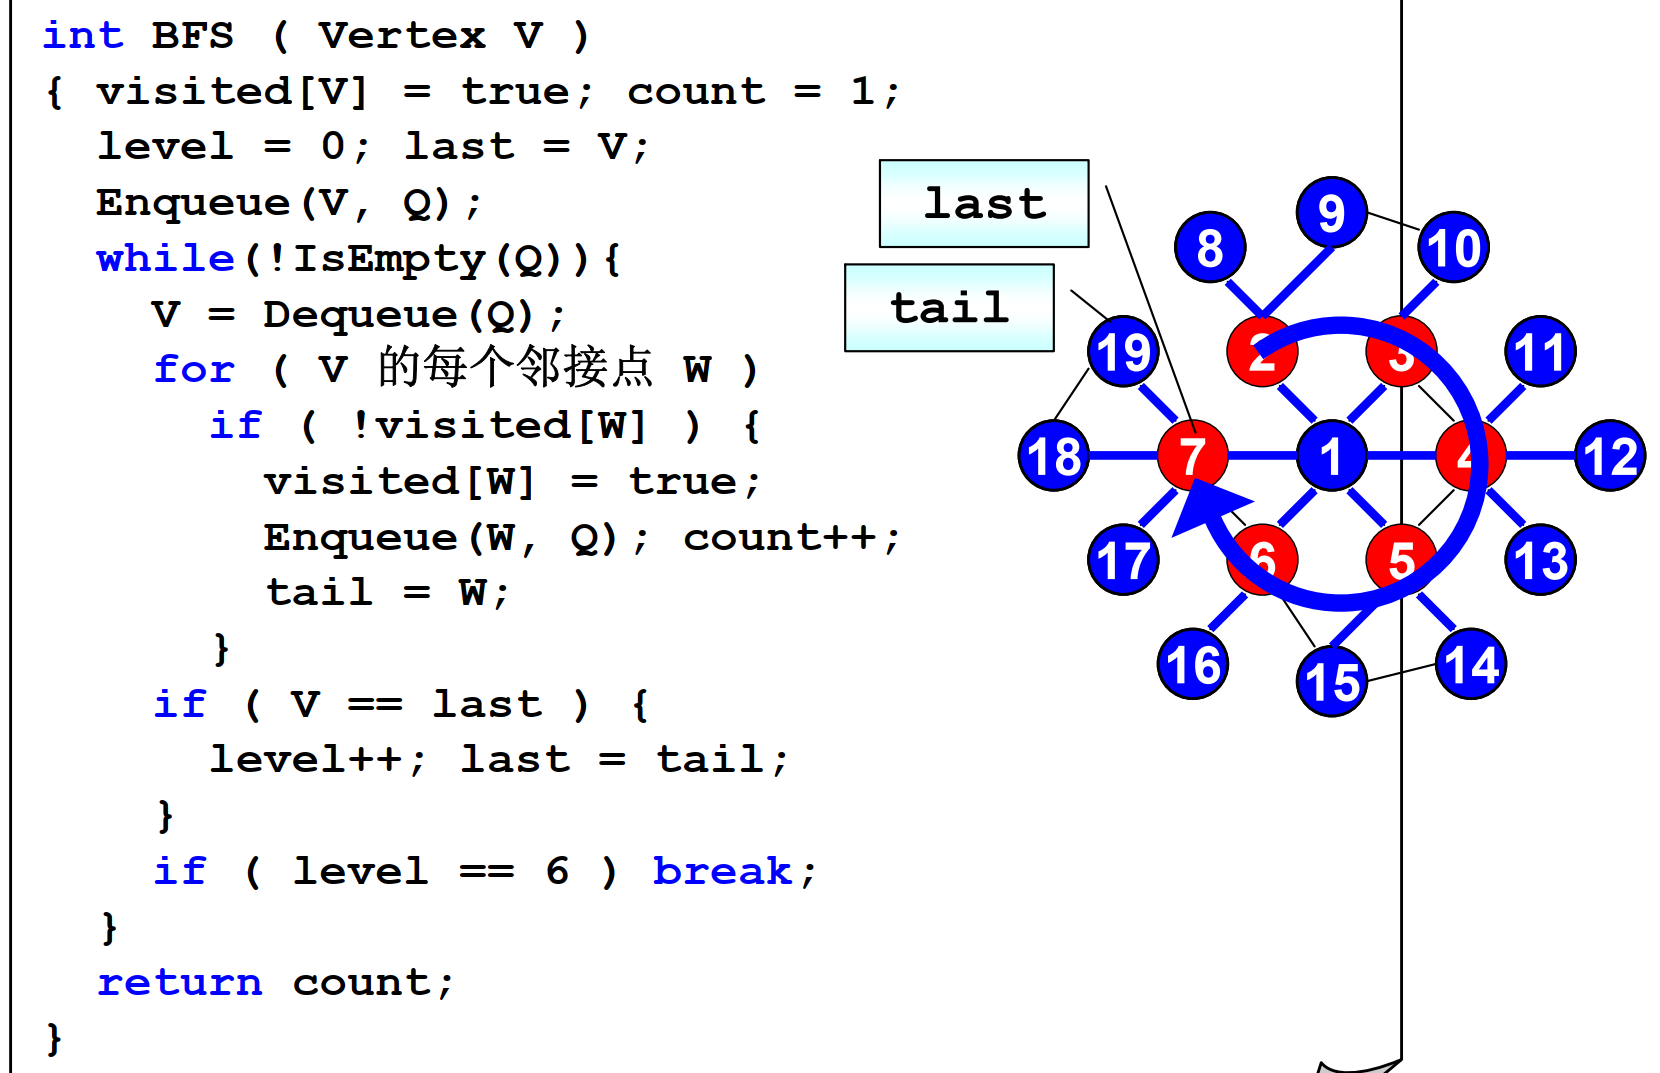 int BFS ( Vertex V )
{ visited[V] = true; count = 1;
level = 0; last = V;
Enqueue(V, Q);
while(!IsEmpty(Q)){
V = Dequeue(Q);
for ( V 的每个邻接点 W )
if ( !visited[W] ) {
visited[W] = true;
Enqueue(W, Q); count++;
tail = W;
}
if ( V == last ) {
level++; last = tail;
}
if ( level == 6 ) break;
}
return count;
}
last
tail
9
8
10
19
2
3
11
18
7
1
4
12
17
6
5
13
16
15
14